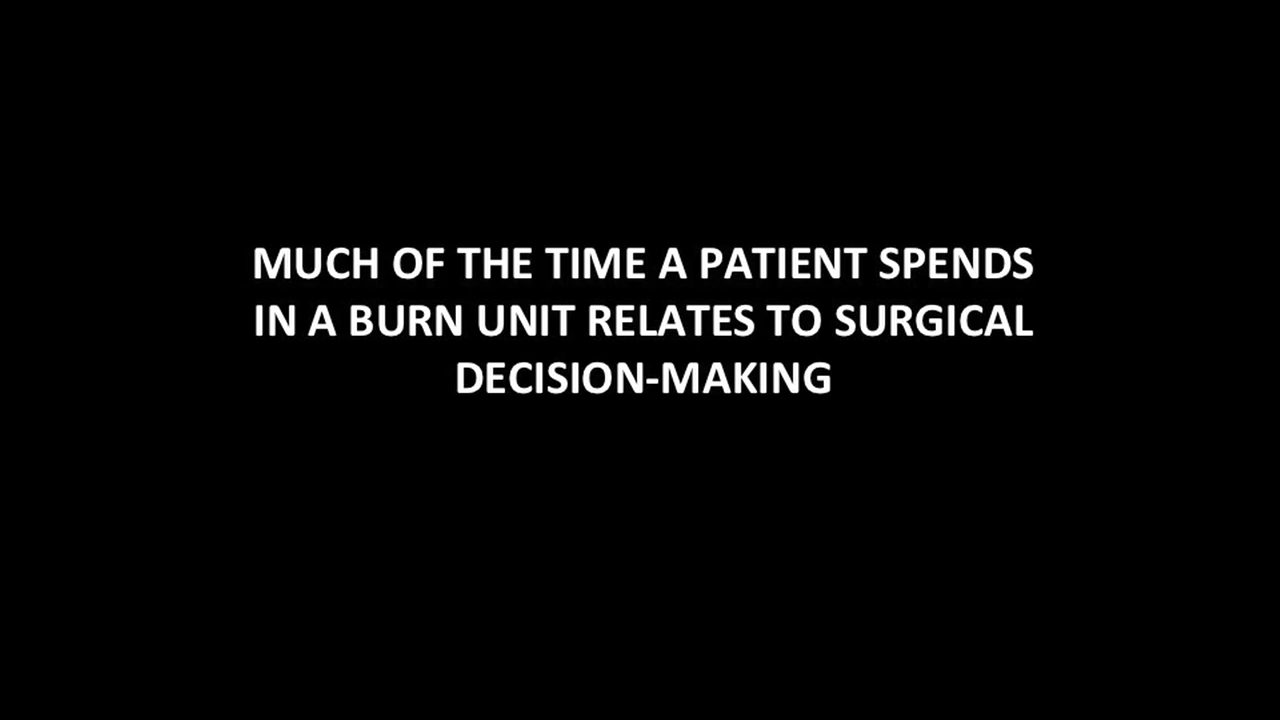 MUCH OF THE TIME A PATIENT SPENDS
IN A BURN UNIT RELATES TO SURGICAL
DECISION-MAKING